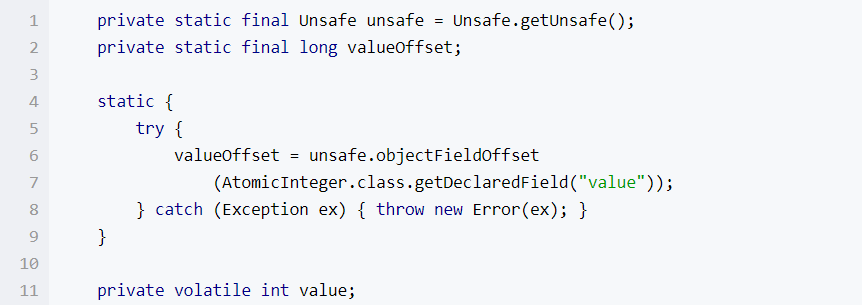 1 private static final Unsafe unsafe = Unsafe.getUnsafe();
2 private static final long valueOffset;
3
4 static {
5 try {
6 valueOffset = unsafe.objectFieldOffset
7 (AtomicInteger.class.getDeclaredField("value"));
8 } catch (Exception ex) { throw new Error(ex); }
9 }
10
11 private volatile int value;